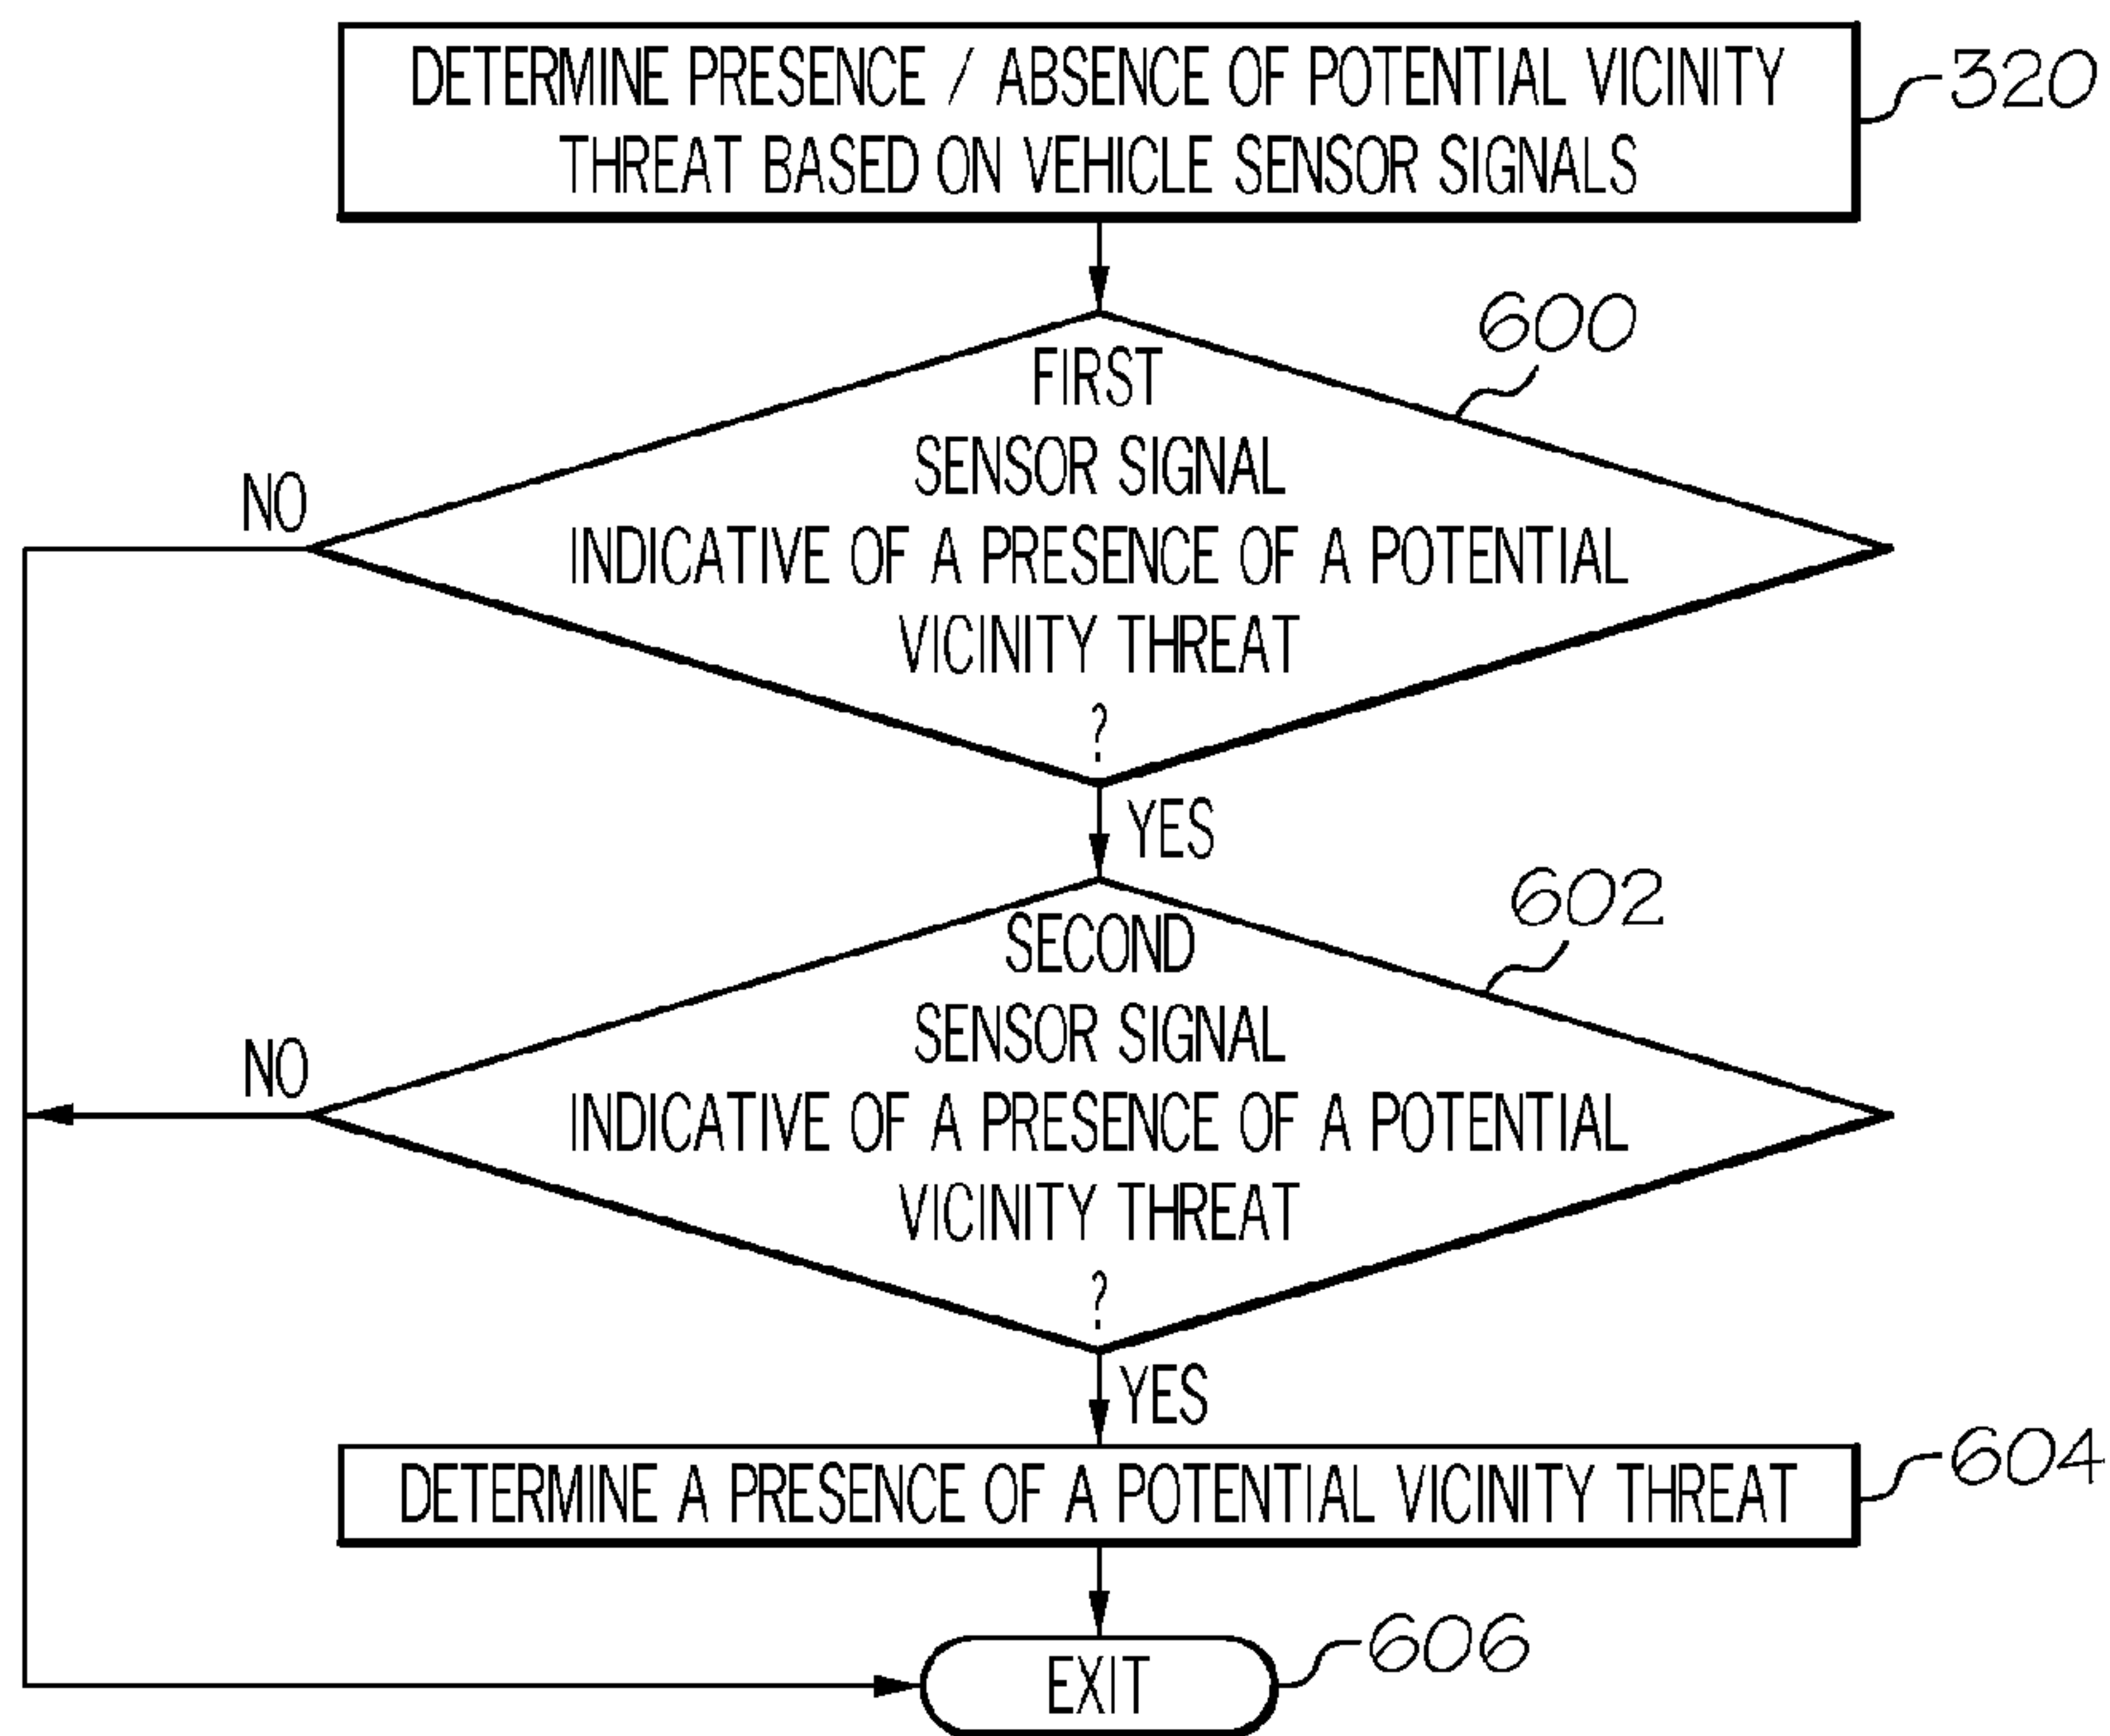 DETERMINE PRESENCE / ABSENCE OF POTENTIAL VICINITY
THREAT BASED ON VEHICLE SENSOR SIGNALS
320
600
FIRST
SENSOR SIGNAL
INDICATIVE OF A PRESENCE OF A POTENTIAL
VICINITY THREAT
?
NO
YES
602
SECOND
SENSOR SIGNAL
INDICATIVE OF A PRESENCE OF A POTENTIAL
VICINITY THREAT
?
NO
YES
DETERMINE A PRESENCE OF A POTENTIAL VICINITY THREAT
604
EXIT
606